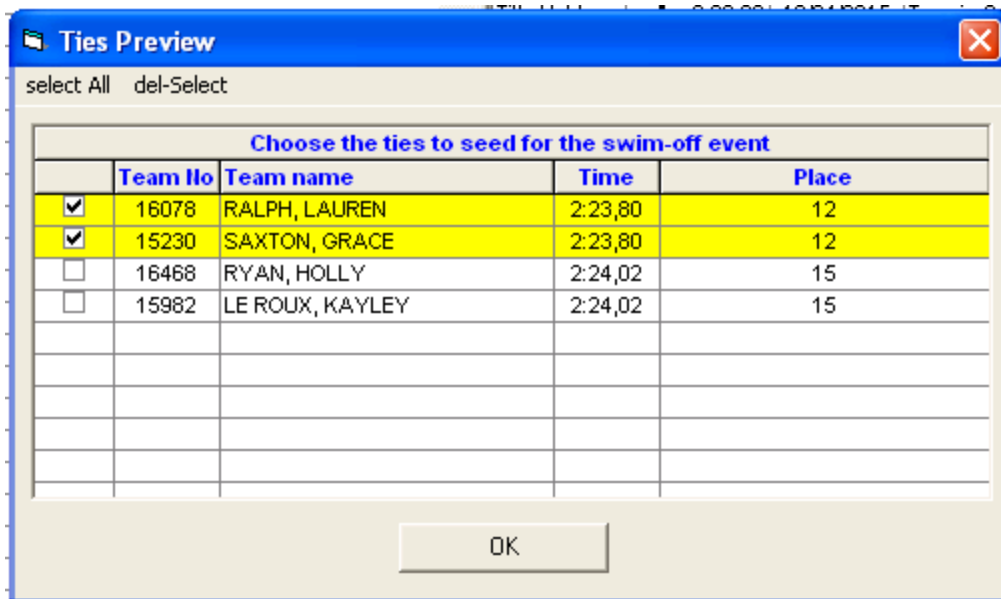 Ties Preview
select All del-Select
Choose the ties to seed for the swim-off event
Team No Team name Time Place
16078 RALPH, LAUREN 2:23,80 12
15230 SAXTON, GRACE 2:23,80 12
16468 RYAN, HOLLY 2:24,02 15
15982 LE ROUX, KAYLEY 2:24,02 15
OK